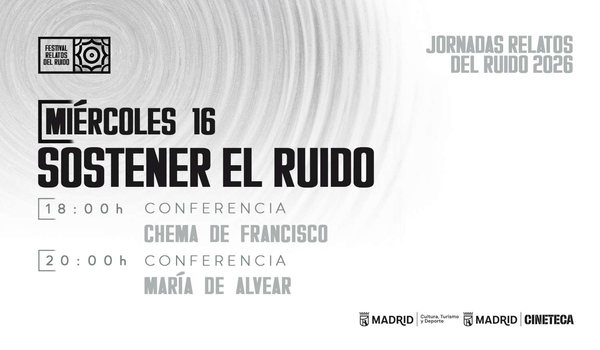 FESTIVAL
RELATOS
DEL RUIDO
JORNADAS RELATOS
DEL RUIDO 2026
MIÉRCOLES 16
SOSTENER EL RUIDO
18:00h CONFERENCIA
CHEMA DE FRANCISCO
20:00h CONFERENCIA
MARÍA DE ALVEAR
MADRID Cultura, Turismo
y Deporte
MADRID CINETECA